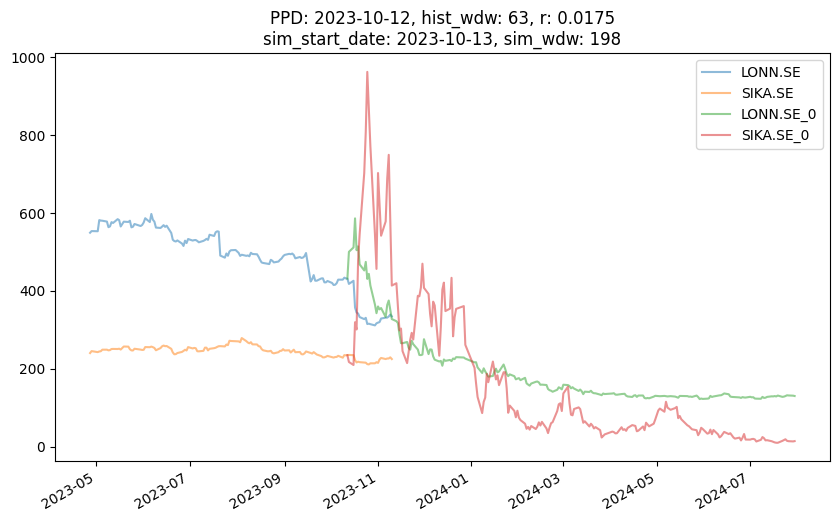 PPD: 2023-10-12, hist_wdw: 63, r: 0.0175
sim_start_date: 2023-10-13, sim_wdw: 198
1000
800
600
400
200
0
LONN.SE
SIKA.SE
LONN.SE_0
SIKA.SE_0
2023-05
2023-07
2023-09
2023-11
2024-01
2024-03
2024-05
2024-07